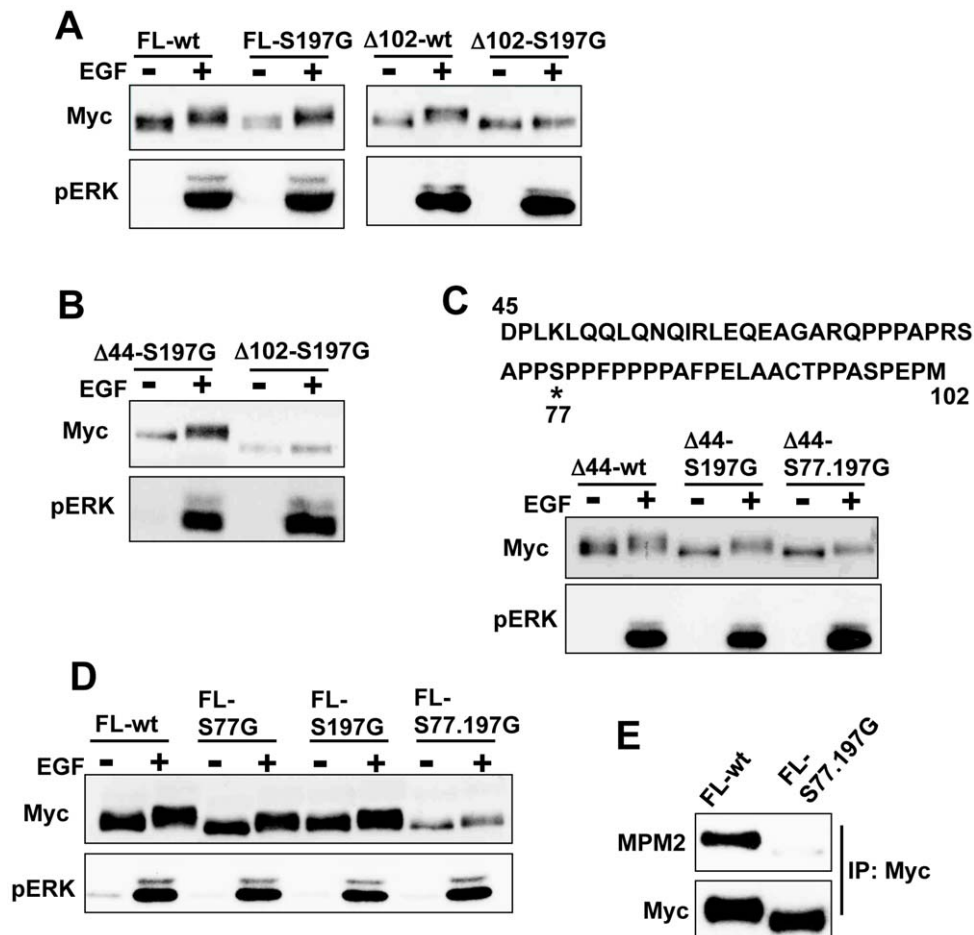 A
FL-wt FL-S197G Δ102-wt Δ102-S197G
EGF - + - + - + - +
Myc
pERK
B
Δ44-S197G Δ102-S197G
EGF - + - +
Myc
pERK
C
45
DPLKLQQLQNQIRLEQEAGARQPPPAPRS
APPSPPFPPPPAFPELAACTPPASPEPM
*
77 102
Δ44-wt Δ44-S197G Δ44-S77.197G
EGF - + - + - +
Myc
pERK
D
FL-wt FL-S77G FL-S197G FL-S77.197G
EGF - + - + - + - +
Myc
pERK
E
FL-wt FL-S77.197G
MPM2
Myc
IP: Myc